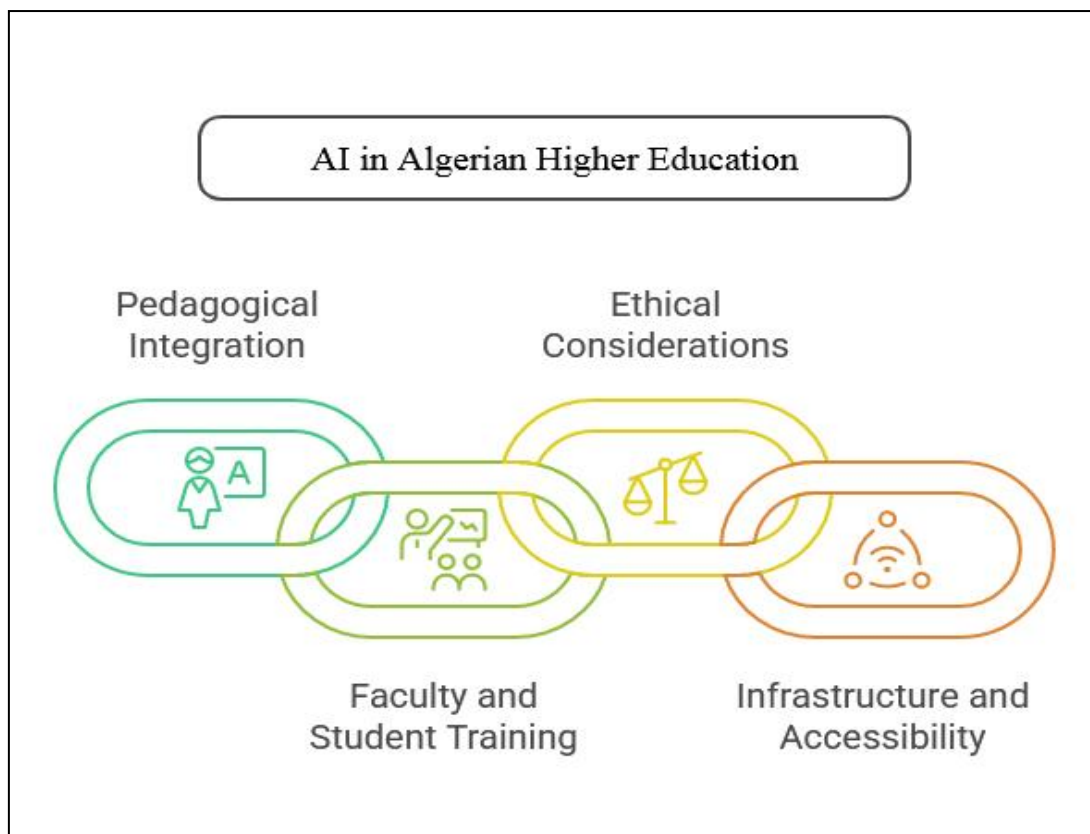 AI in Algerian Higher Education
Pedagogical
Integration
Ethical
Considerations
A
Faculty and
Student Training
Infrastructure and
Accessibility